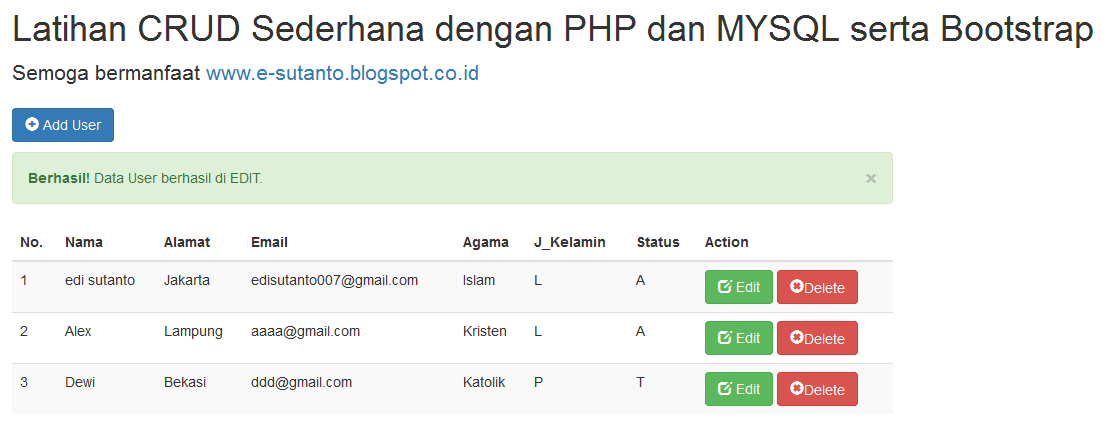 Latihan CRUD Sederhana dengan PHP dan MYSQL serta Bootstrap
Semoga bermanfaat www.e-sutanto.blogspot.co.id
Add User
Berhasil! Data User berhasil di EDIT. ×
No. Nama Alamat Email Agama J_Kelamin Status Action
1 edi sutanto Jakarta edisutanto007@gmail.com Islam L A Edit Delete
2 Alex Lampung aaaa@gmail.com Kristen L A Edit Delete
3 Dewi Bekasi ddd@gmail.com Katolik P T Edit Delete